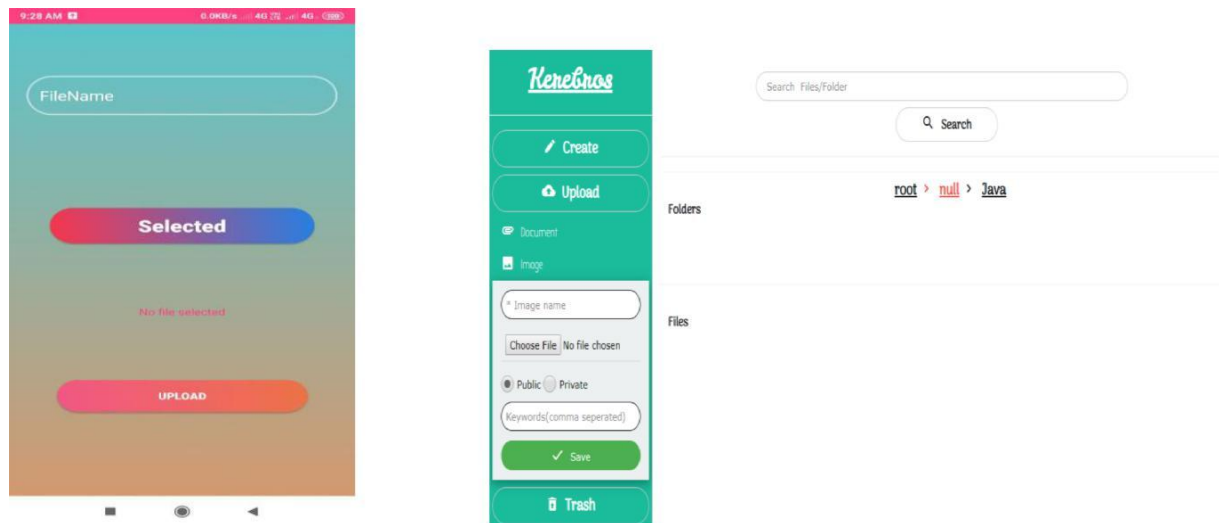 9:28 AM
0.0KB/s 4G 4G
FileName
Selected
No file selected
UPLOAD
Kerebros
Create
Upload
Document
Image
* Image name
Choose File No file chosen
Public Private
Keywords(comma seperated)
Save
Trash
Search Files/Folder
Search
root > null > Java
Folders
Files